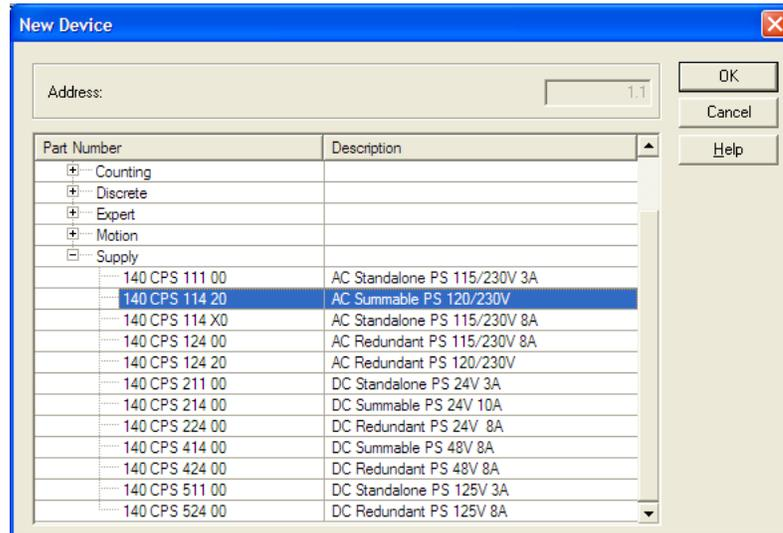 New Device
Address: 1.1
OK
Cancel
Help
Part Number Description
Counting
Discrete
Expert
Motion
Supply
140 CPS 111 00 AC Standalone PS 115/230V 3A
140 CPS 114 20 AC Summable PS 120/230V
140 CPS 114 X0 AC Standalone PS 115/230V 8A
140 CPS 124 00 AC Redundant PS 115/230V 8A
140 CPS 124 20 AC Redundant PS 120/230V
140 CPS 211 00 DC Standalone PS 24V 3A
140 CPS 214 00 DC Summable PS 24V 10A
140 CPS 224 00 DC Redundant PS 24V 8A
140 CPS 414 00 DC Summable PS 48V 8A
140 CPS 424 00 DC Redundant PS 48V 8A
140 CPS 511 00 DC Standalone PS 125V 3A
140 CPS 524 00 DC Redundant PS 125V 8A